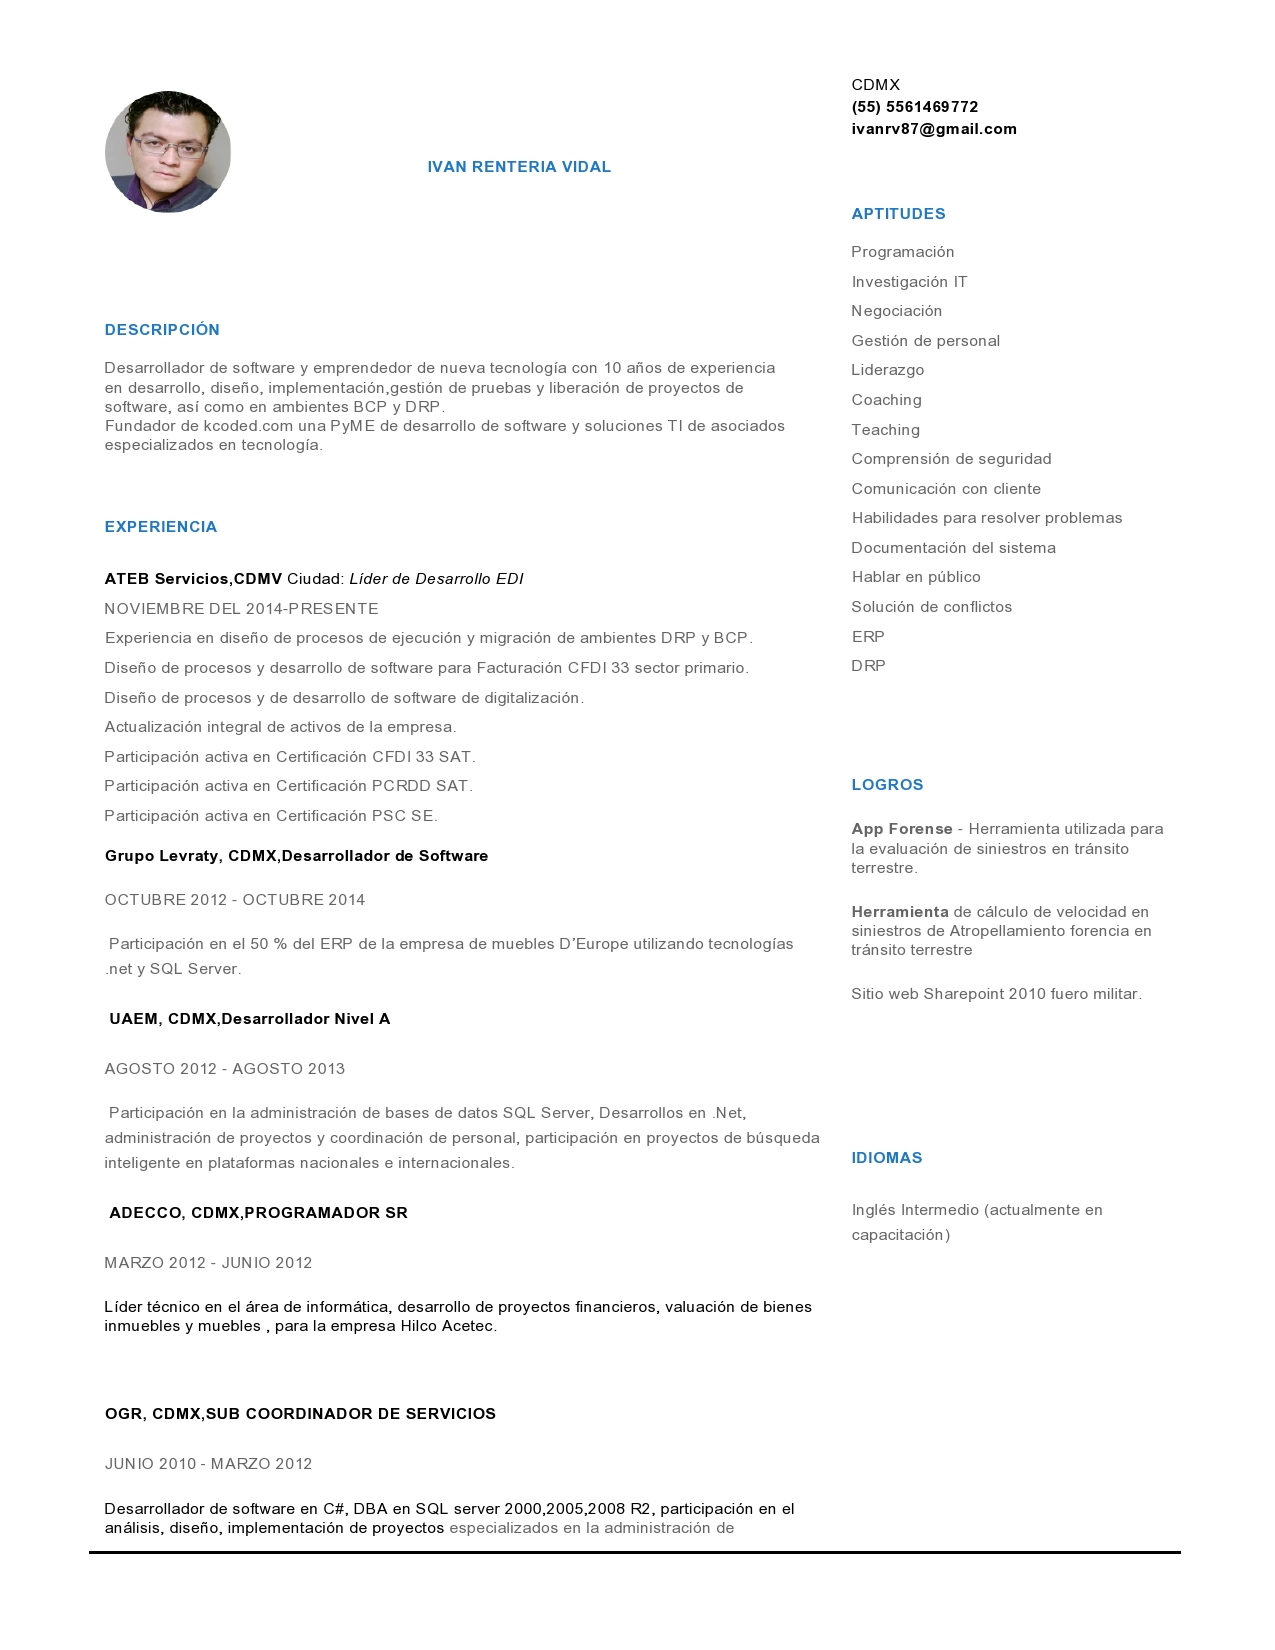 CDMX
(55) 5561469772
ivanrv87@gmail.com
IVAN RENTERIA VIDAL
DESCRIPCIÓN
Desarrollador de software y emprendedor de nueva tecnología con 10 años de experiencia
en desarrollo, diseño, implementación,gestión de pruebas y liberación de proyectos de
software, así como en ambientes BCP y DRP.
Fundador de kcoded.com una PyME de desarrollo de software y soluciones TI de asociados
especializados en tecnología.
EXPERIENCIA
ATEB Servicios,CDMV Ciudad: Líder de Desarrollo EDI
NOVIEMBRE DEL 2014-PRESENTE
Experiencia en diseño de procesos de ejecución y migración de ambientes DRP y BCP.
Diseño de procesos y desarrollo de software para Facturación CFDI 33 sector primario.
Diseño de procesos y de desarrollo de software de digitalización.
Actualización integral de activos de la empresa.
Participación activa en Certificación CFDI 33 SAT.
Participación activa en Certificación PCRDD SAT.
Participación activa en Certificación PSC SE.
Grupo Levraty, CDMX,Desarrollador de Software
OCTUBRE 2012 - OCTUBRE 2014
Participación en el 50 % del ERP de la empresa de muebles D'Europe utilizando tecnologías
.net y SQL Server.
UAEM, CDMX,Desarrollador Nivel A
AGOSTO 2012 - AGOSTO 2013
Participación en la administración de bases de datos SQL Server, Desarrollos en .Net,
administración de proyectos y coordinación de personal, participación en proyectos de búsqueda
inteligente en plataformas nacionales e internacionales.
ADECCO, CDMX,PROGRAMADOR SR
MARZO 2012 - JUNIO 2012
Líder técnico en el área de informática, desarrollo de proyectos financieros, valuación de bienes
inmuebles y muebles , para la empresa Hilco Acetec.
OGR, CDMX,SUB COORDINADOR DE SERVICIOS
JUNIO 2010 - MARZO 2012
Desarrollador de software en C#, DBA en SQL server 2000,2005,2008 R2, participación en el
análisis, diseño, implementación de proyectos especializados en la administración de
APTITUDES
Programación
Investigación IT
Negociación
Gestión de personal
Liderazgo
Coaching
Teaching
Comprensión de seguridad
Comunicación con cliente
Habilidades para resolver problemas
Documentación del sistema
Hablar en público
Solución de conflictos
ERP
DRP
LOGROS
App Forense - Herramienta utilizada para
la evaluación de siniestros en tránsito
terrestre.
Herramienta de cálculo de velocidad en
siniestros de Atropellamiento forencia en
tránsito terrestre
Sitio web Sharepoint 2010 fuero militar.
IDIOMAS
Inglés Intermedio (actualmente en
capacitación)